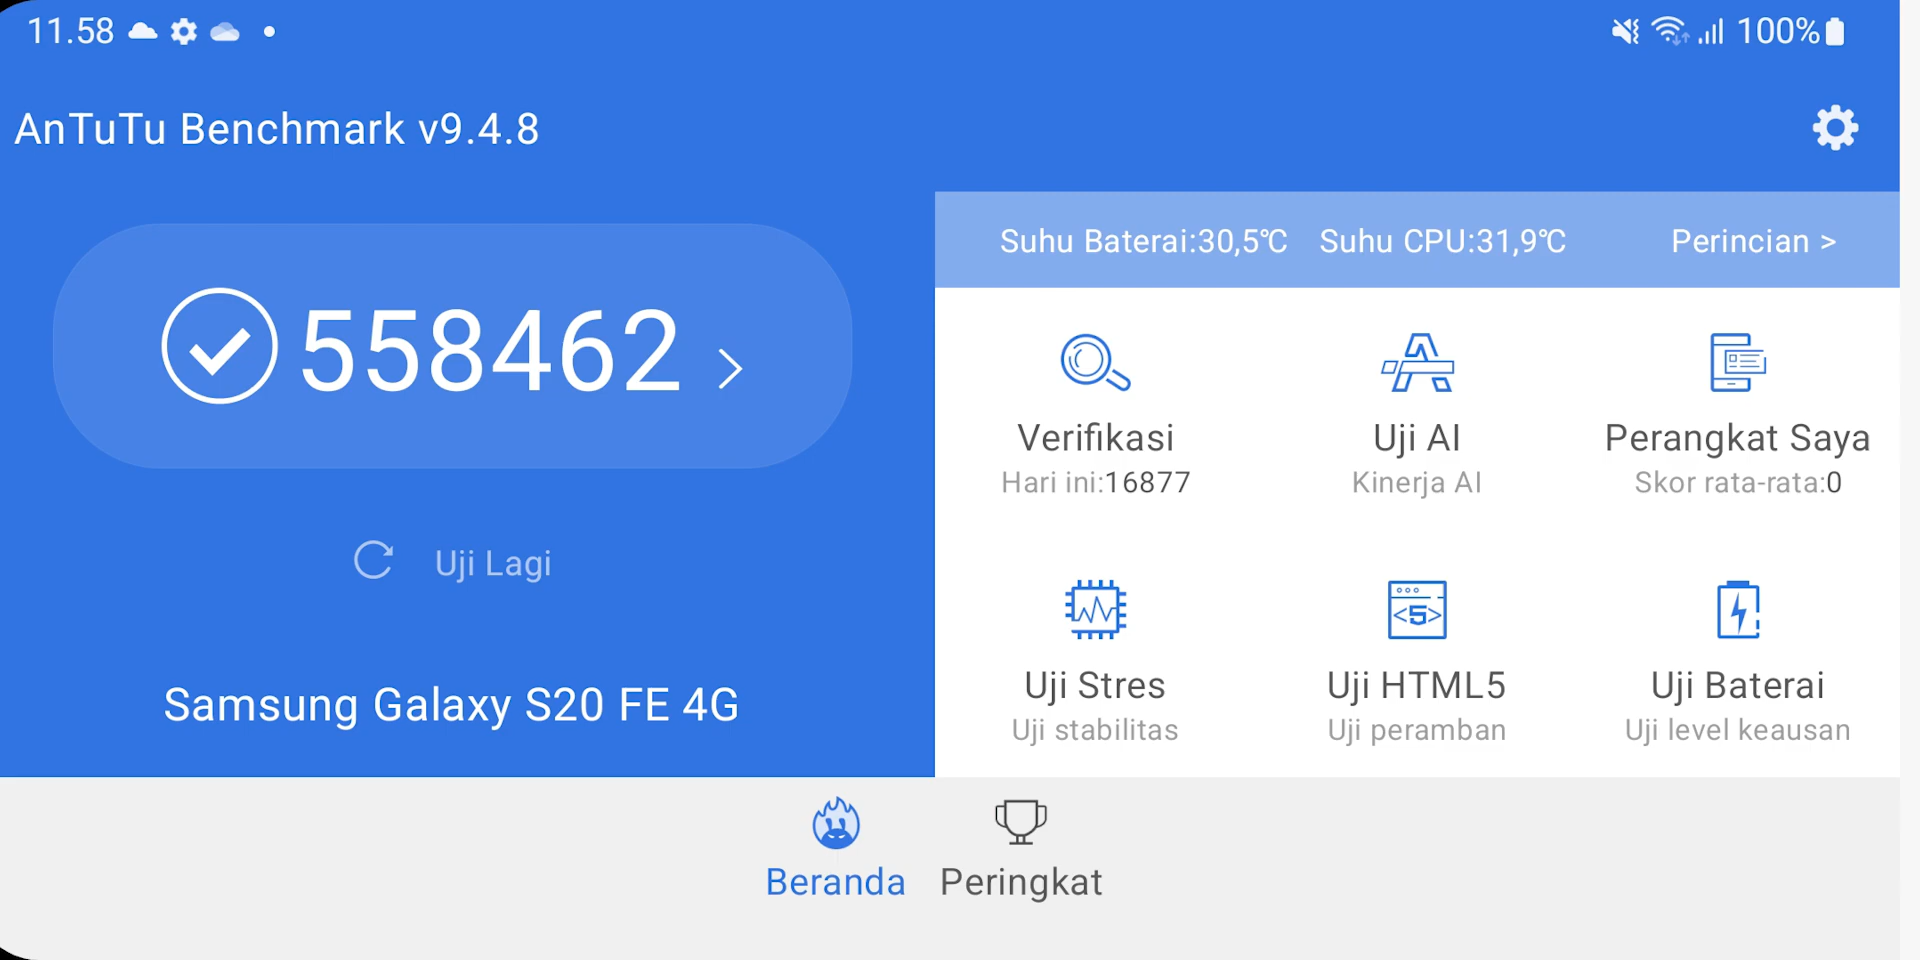 11.58
100%
AnTuTu Benchmark v9.4.8
558462
Uji Lagi
Samsung Galaxy S20 FE 4G
Suhu Baterai:30,5℃ Suhu CPU:31,9℃ Perincian >
Verifikasi
Hari ini:16877
Uji AI
Kinerja AI
Perangkat Saya
Skor rata-rata:0
Uji Stres
Uji stabilitas
<5>
Uji HTML5
Uji peramban
Uji Baterai
Uji level keausan
Beranda
Peringkat